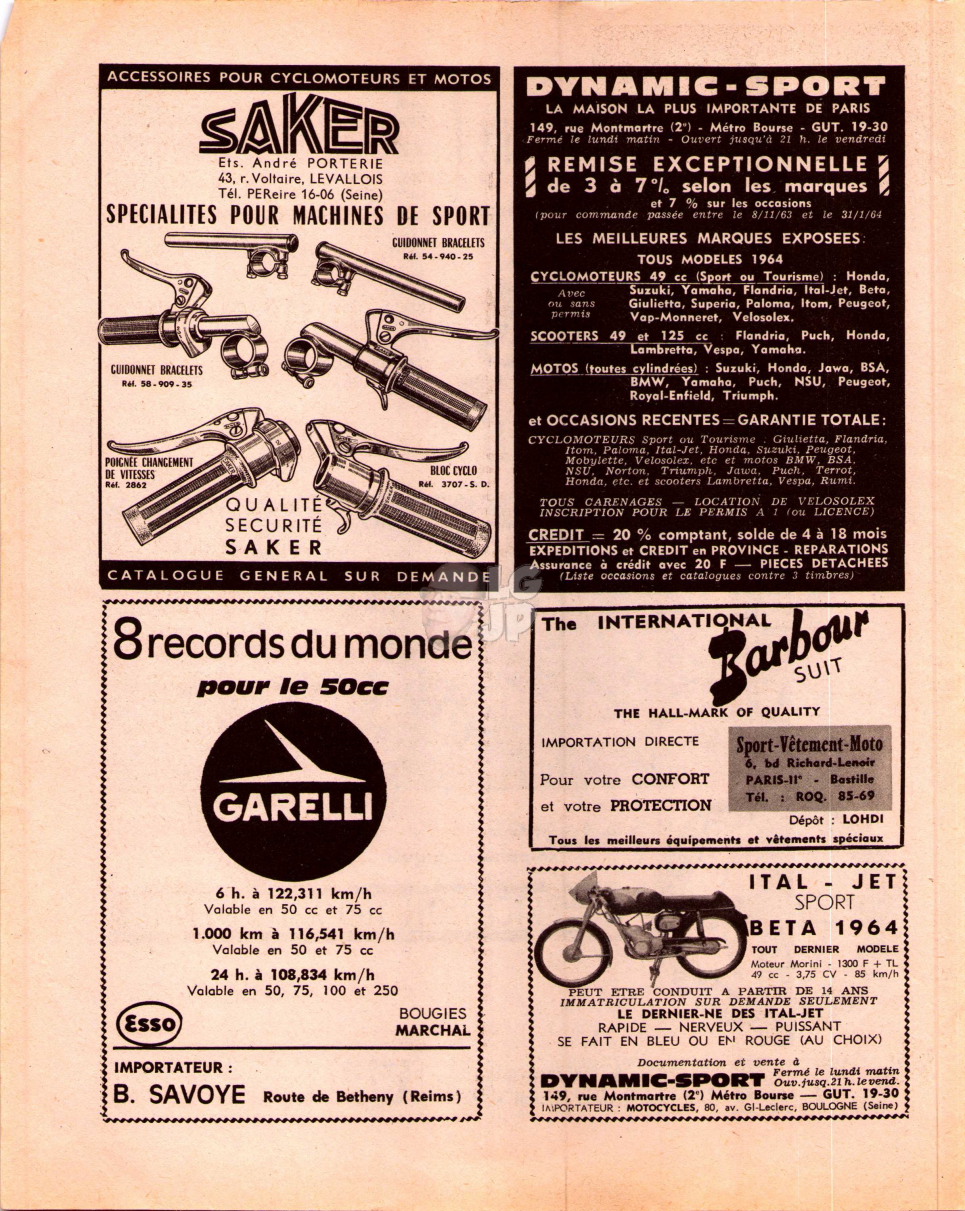 ACCESSOIRES POUR CYCLOMOTEURS ET MOTOS
SAKER
Ets. André PORTERIE
43, r. Voltaire, LEVALLOIS
Tél. PEReire 16-06 (Seine)
SPECIALITES POUR MACHINES DE SPORT
GUIDONNET BRACELETS
Réf. 54-940-25
GUIDONNET BRACELETS
Réf. 58-909-35
POIGNÉE CHANGEMENT
DE VITESSES
Réf. 2862
BLOC CYCLO
Réf. 3707-S. D.
QUALITÉ
SECURITÉ
SAKER
CATALOGUE GENERAL SUR DEMANDE
DYNAMIC-SPORT
LA MAISON LA PLUS IMPORTANTE DE PARIS
149, rue Montmartre (2e) - Métro Bourse - GUT. 19-30
Fermé le lundi matin - Ouvert jusqu'à 21 h. le vendredi
REMISE EXCEPTIONNELLE
de 3 à 7% selon les marques
et 7 % sur les occasions
(pour commande passée entre le 8/11/63 et le 31/1/64
LES MEILLEURES MARQUES EXPOSEES:
TOUS MODELES 1964
CYCLOMOTEURS 49 cc (Sport ou Tourisme) : Honda,
Avec ou sans permis
Suzuki, Yamaha, Flandria, Ital-Jet, Beta,
Giulietta, Superia, Paloma, Itom, Peugeot,
Vap-Monneret, Velosolex.
SCOOTERS 49 et 125 cc : Flandria, Puch, Honda,
Lambretta, Vespa, Yamaha.
MOTOS (toutes cylindrées) : Suzuki, Honda, Jawa, BSA,
BMW, Yamaha, Puch, NSU, Peugeot,
Royal-Enfield, Triumph.
et OCCASIONS RECENTES = GARANTIE TOTALE :
CYCLOMOTEURS Sport ou Tourisme : Giulietta, Flandria,
Itom, Paloma, Ital-Jet, Honda, Suzuki, Peugeot,
Mobylette, Velosolex, etc et motos BMW, BSA,
NSU, Norton, Triumph, Jawa, Puch, Terrot,
Honda, etc. et scooters Lambretta, Vespa, Rumi.
TOUS CARENAGES — LOCATION DE VELOSOLEX
INSCRIPTION POUR LE PERMIS A 1 (ou LICENCE)
CREDIT = 20 % comptant, solde de 4 à 18 mois
EXPEDITIONS et CREDIT en PROVINCE - REPARATIONS
Assurance à crédit avec 20 F — PIECES DETACHEES
(Liste occasions et catalogues contre 3 timbres)
LG
JP
8 records du monde
pour le 50cc
GARELLI
6 h. à 122,311 km/h
Valable en 50 cc et 75 cc
1.000 km à 116,541 km/h
Valable en 50 et 75 cc
24 h. à 108,834 km/h
Valable en 50, 75, 100 et 250
Esso
BOUGIES
MARCHAL
IMPORTATEUR :
B. SAVOYE Route de Betheny (Reims)
The INTERNATIONAL
Barbour
SUIT
THE HALL-MARK OF QUALITY
IMPORTATION DIRECTE
Pour votre CONFORT
et votre PROTECTION
Sport-Vêtement-Moto
6, bd Richard-Lenoir
PARIS-11e - Bastille
Tél. : ROQ. 85-69
Dépôt : LOHDI
Tous les meilleurs équipements et vêtements spéciaux
ITAL - JET
SPORT
BETA 1964
TOUT DERNIER MODELE
Moteur Morini - 1300 F + TL
49 cc - 3,75 CV - 85 km/h
PEUT ETRE CONDUIT A PARTIR DE 14 ANS
IMMATRICULATION SUR DEMANDE SEULEMENT
LE DERNIER-NE DES ITAL-JET
RAPIDE — NERVEUX — PUISSANT
SE FAIT EN BLEU OU EN ROUGE (AU CHOIX)
Documentation et vente à
DYNAMIC-SPORT Fermé le lundi matin
Ouv. jusq. 21 h. le vend.
149, rue Montmartre (2e) Métro Bourse — GUT. 19-30
IMPORTATEUR : MOTOCYCLES, 80, av. Gl-Leclerc, BOULOGNE (Seine)